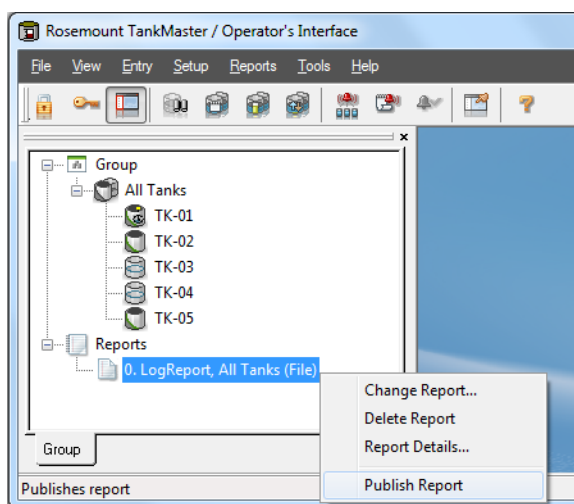 Rosemount TankMaster / Operator's Interface
File View Entry Setup Reports Tools Help
Group
All Tanks
TK-01
TK-02
TK-03
TK-04
TK-05
Reports
0. LogReport, All Tanks (File)
Change Report...
Delete Report
Report Details...
Publish Report
Group
Publishes report